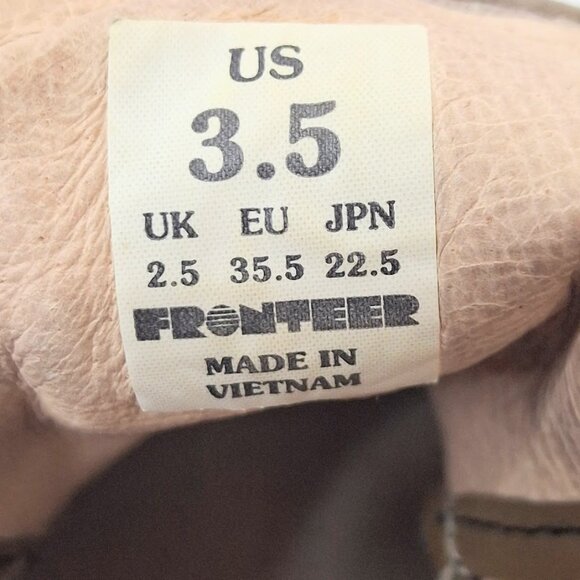 US
3.5
UK EU JPN
2.5 35.5 22.5
FRONTEER
MADE IN
VIETNAM